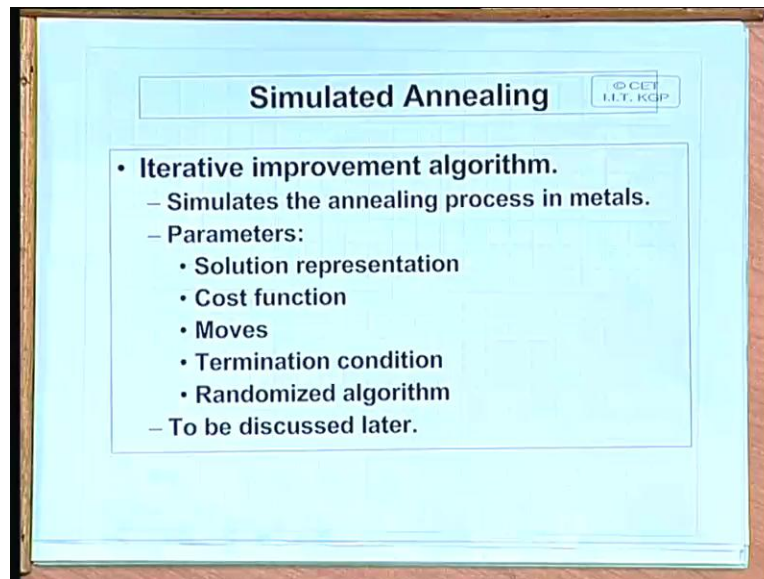 Simulated Annealing
© CET
I.I.T. KGP
• Iterative improvement algorithm.
– Simulates the annealing process in metals.
– Parameters:
• Solution representation
• Cost function
• Moves
• Termination condition
• Randomized algorithm
– To be discussed later.